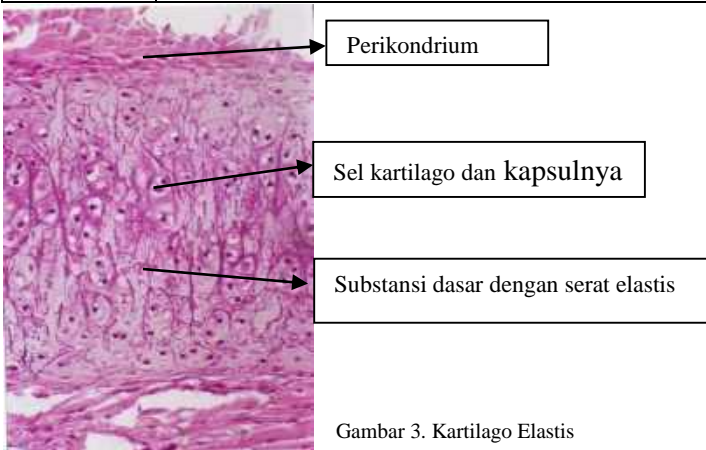 Perikondrium
Sel kartilago dan kapsulnya
Substansi dasar dengan serat elastis
Gambar 3. Kartilago Elastis